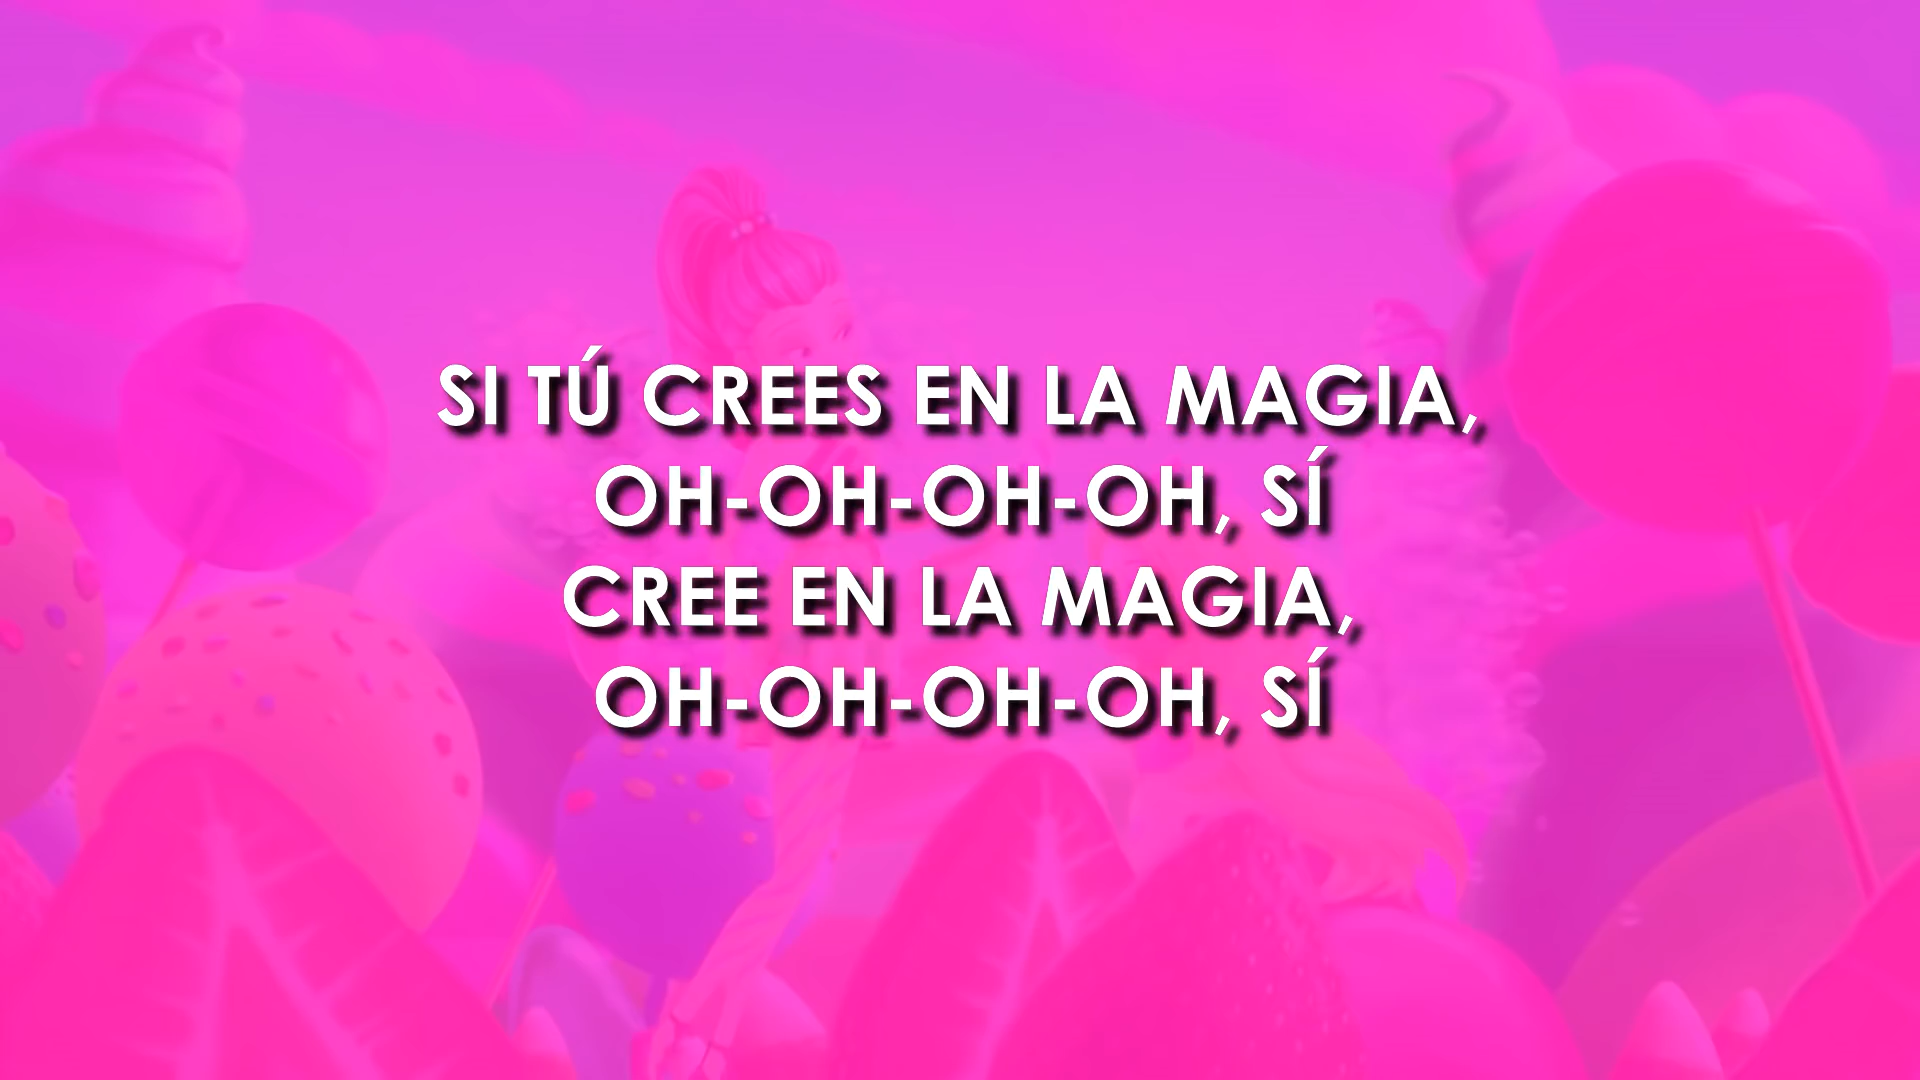 SI TÚ CREES EN LA MAGIA,
OH-OH-OH-OH, SÍ
CREE EN LA MAGIA,
OH-OH-OH-OH, SÍ